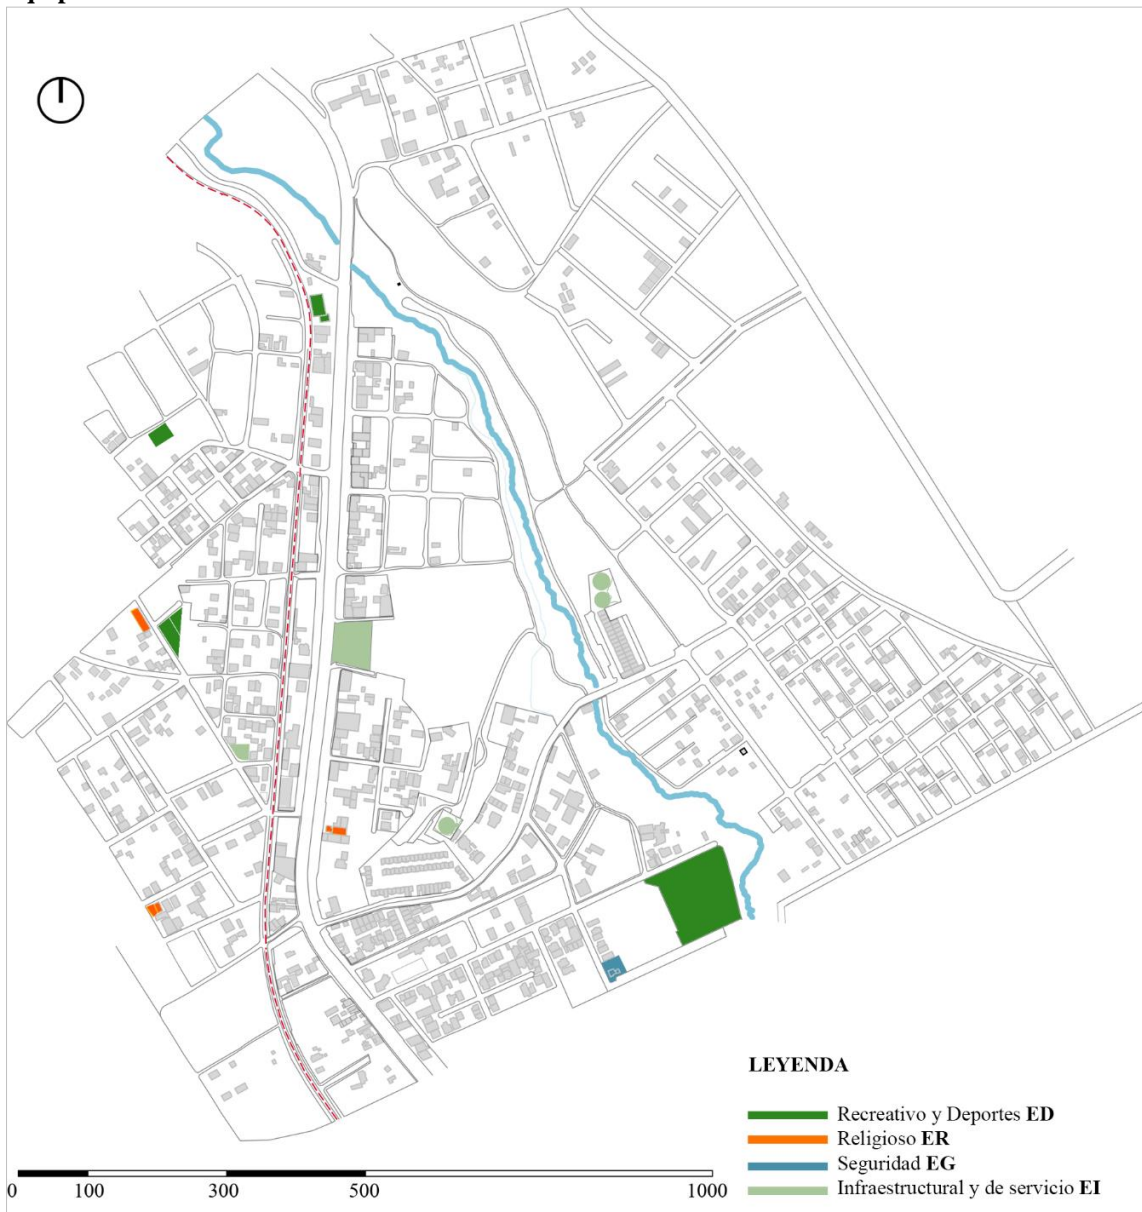 LEYENDA
Recreativo y Deportes ED
Religioso ER
Seguridad EG
Infraestructural y de servicio EI
0 100 300 500 1000